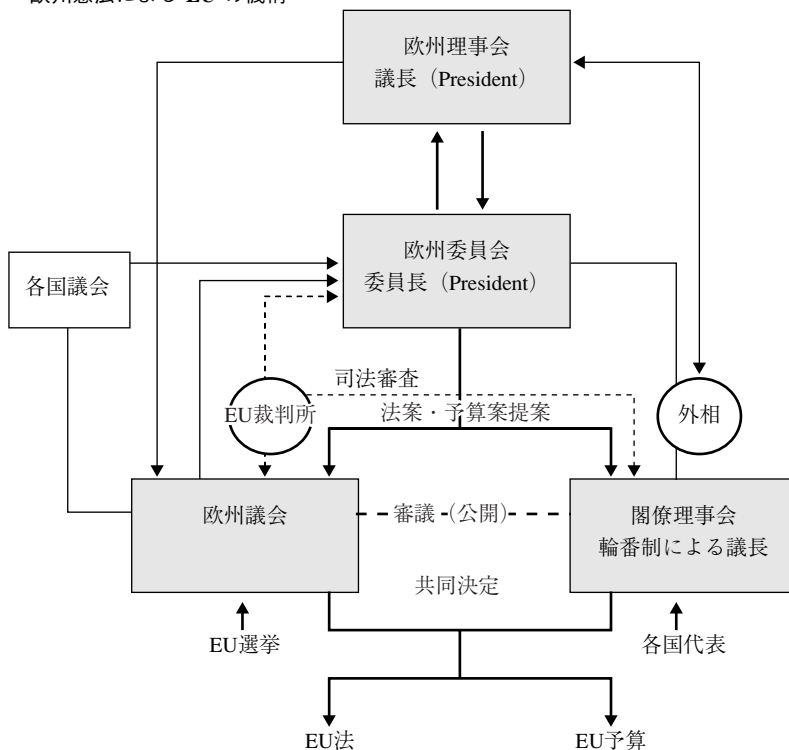 欧州理事会
議長（President）
欧州委員会
委員長（President）
各国議会
司法審査
EU裁判所
法案・予算案提案
外相
欧州議会
審議（公開）
閣僚理事会
輪番制による議長
共同決定
EU選挙
各国代表
EU法
EU予算